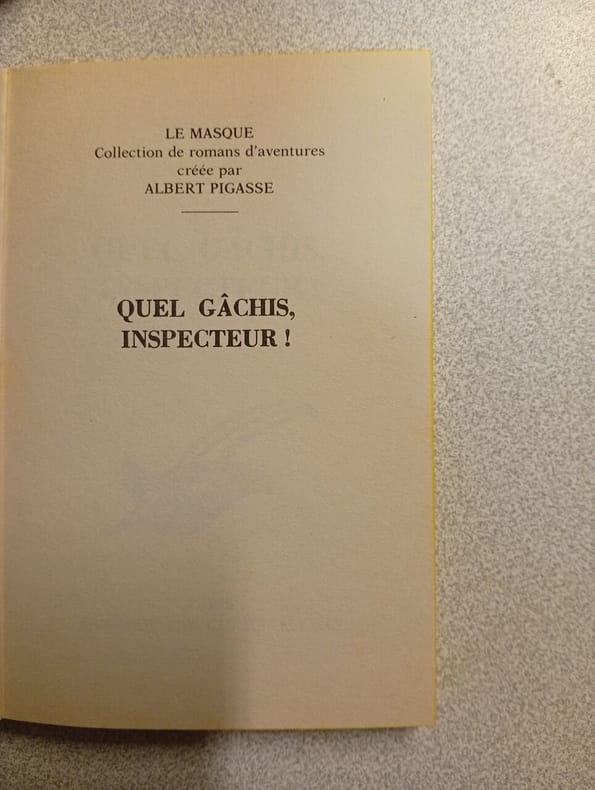 LE MASQUE
Collection de romans d'aventures
créée par
ALBERT PIGASSE
QUEL GÂCHIS,
INSPECTEUR !